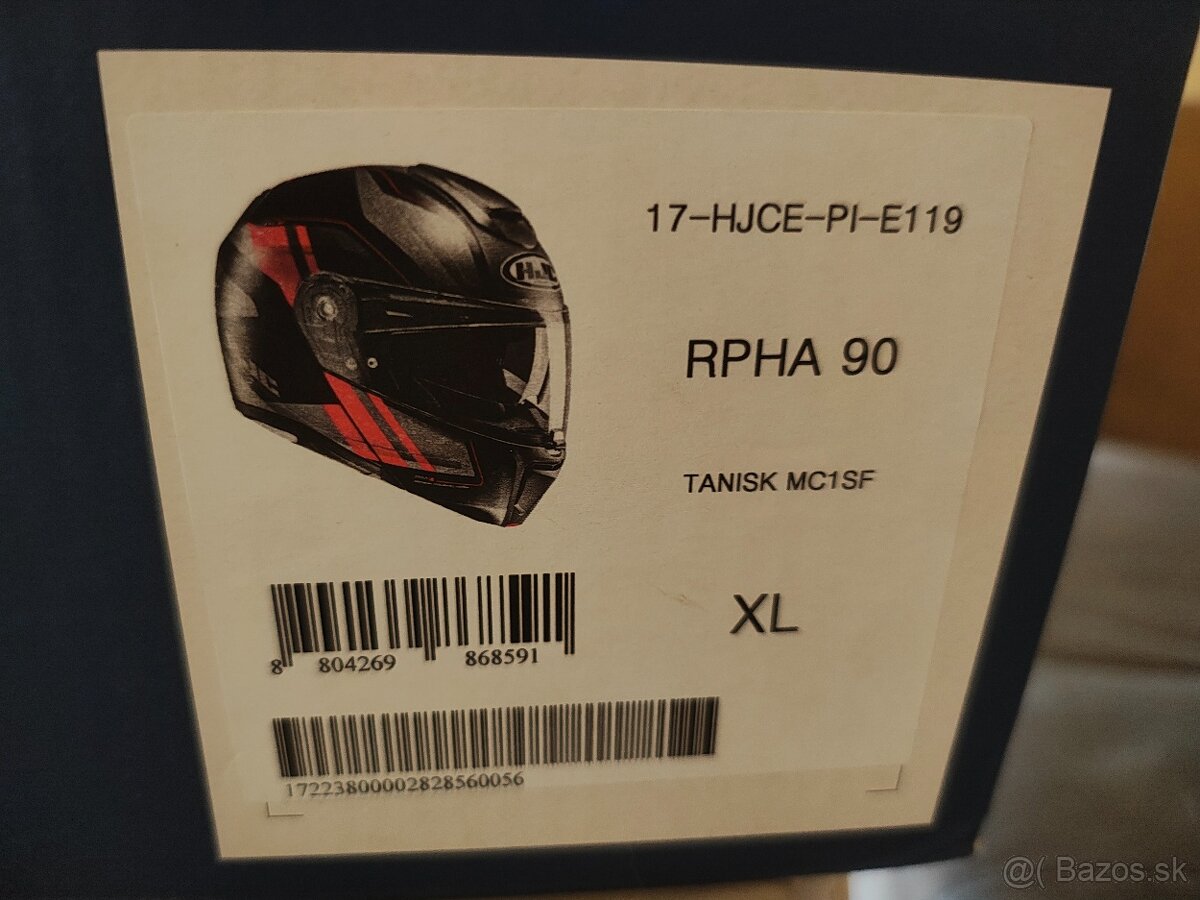 17-HJCE-PI-E119
HJC
RPHA 90
TANISK MC1SF
XL
8 804269 868591
17223800002828560056
@( Bazos.sk